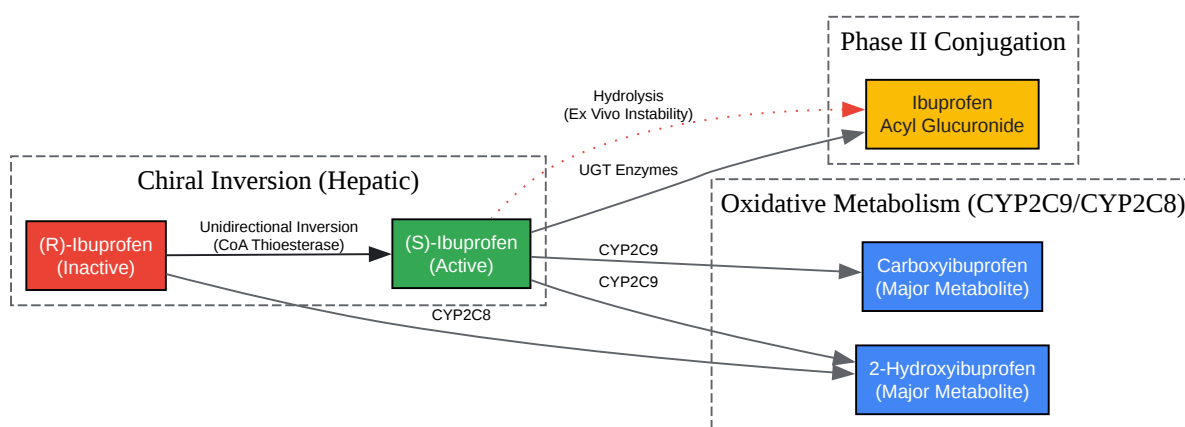 Phase II Conjugation
Ibuprofen
Acyl Glucuronide
Hydrolysis
(Ex Vivo Instability)
UGT Enzymes
Chiral Inversion (Hepatic)
(R)-Ibuprofen
(Inactive)
Unidirectional Inversion
(CoA Thioesterase)
(S)-Ibuprofen
(Active)
Oxidative Metabolism (CYP2C9/CYP2C8)
CYP2C9
Carboxyibuprofen
(Major Metabolite)
CYP2C9
CYP2C8
2-Hydroxyibuprofen
(Major Metabolite)